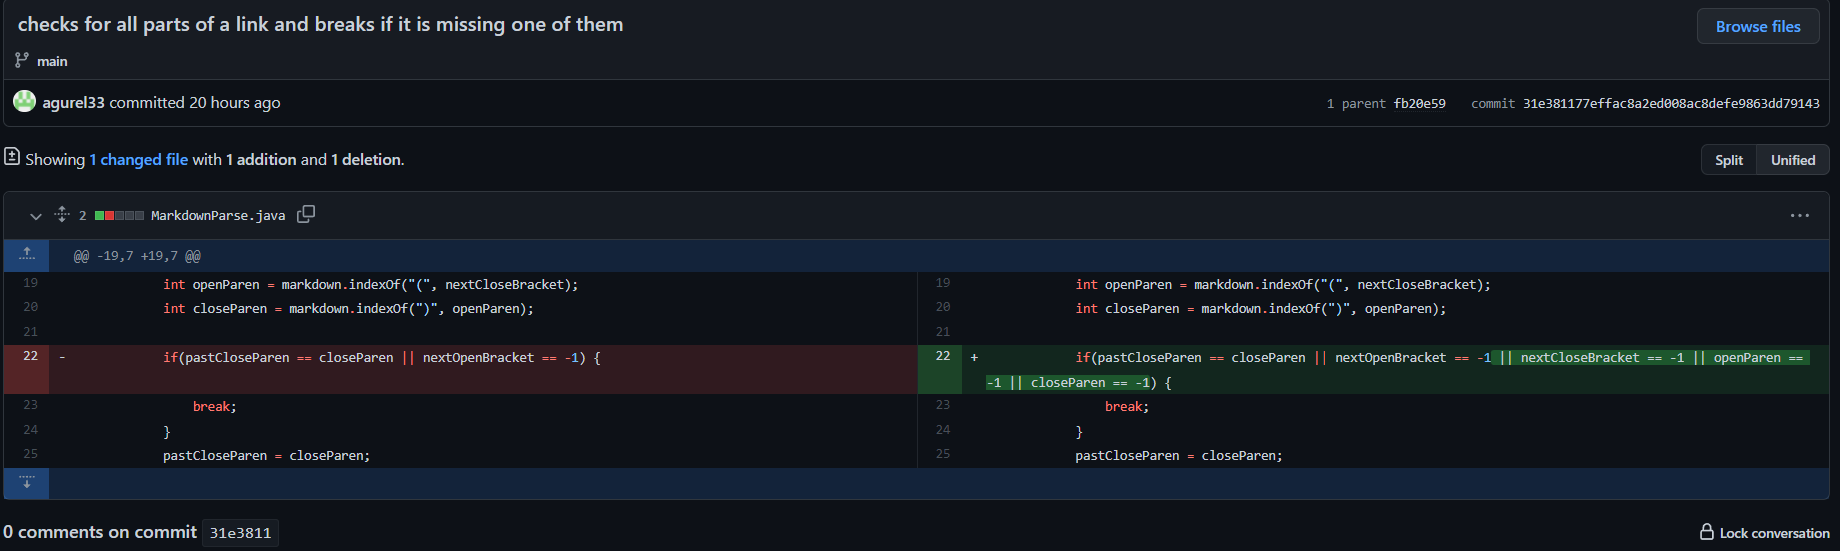 checks for all parts of a link and breaks if it is missing one of them
Browse files
main
agurel33 committed 20 hours ago
1 parent fb20e59 commit 31e381177effac8a2ed008ac8defe9863dd79143
Showing 1 changed file with 1 addition and 1 deletion.
Split Unified
2 MarkdownParse.java
@@ -19,7 +19,7 @@
19 int openParen = markdown.indexOf("(", nextCloseBracket);
20 int closeParen = markdown.indexOf(")", openParen);
21
22 - if(pastCloseParen == closeParen || nextOpenBracket == -1) {
23 break;
24 }
25 pastCloseParen = closeParen;
19 int openParen = markdown.indexOf("(", nextCloseBracket);
20 int closeParen = markdown.indexOf(")", openParen);
21
22 + if(pastCloseParen == closeParen || nextOpenBracket == -1 || nextCloseBracket == -1 || openParen ==
-1 || closeParen == -1) {
23 break;
24 }
25 pastCloseParen = closeParen;
0 comments on commit 31e3811
Lock conversation